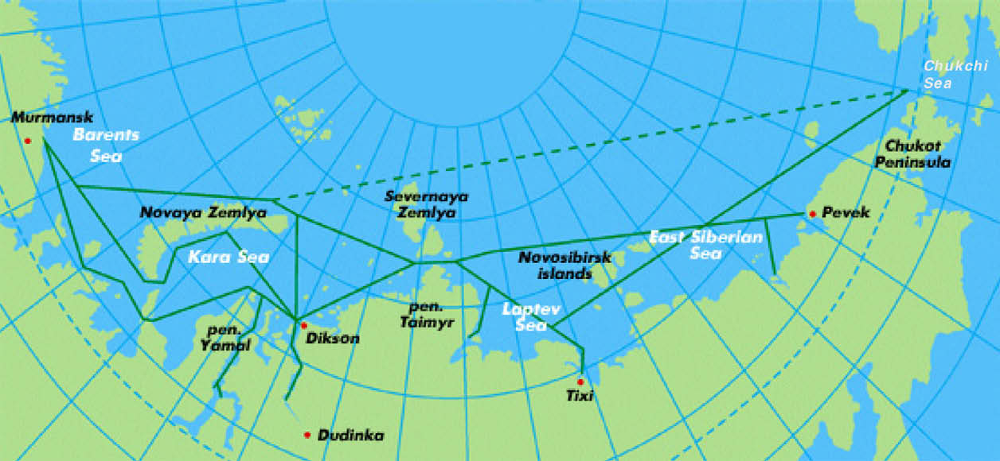 Chukchi
Sea
Murmansk
Barents
Sea
Chukot
Peninsula
Severnaya
Zemlya
Novaya Zemlya
Pevek
East Siberian
Sea
Kara Sea
Novosibirsk
islands
pen.
Taimyr
Laptev
Sea
pen.
Yamal
Dikson
Tixi
Dudinka